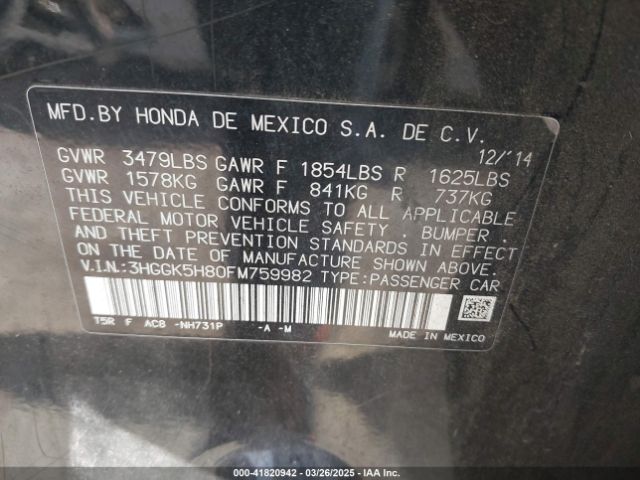 MFD.BY HONDA DE MEXICO S.A. DE C.V.
12/'14
GVWR 3479LBS GAWR F 1854LBS R 1625LBS
GVWR 1578KG GAWR F 841KG R 737KG
THIS VEHICLE CONFORMS TO ALL APPLICABLE
FEDERAL MOTOR VEHICLE SAFETY , BUMPER ,
AND THEFT PREVENTION STANDARDS IN EFFECT
ON THE DATE OF MANUFACTURE SHOWN ABOVE.
V.I.N.:3HGGK5H80FM759982 TYPE:PASSENGER CAR
T5R F AC8 -NH731P -A -M
MADE IN MEXICO
000-41820942 - 03/26/2025 - IAA Inc.